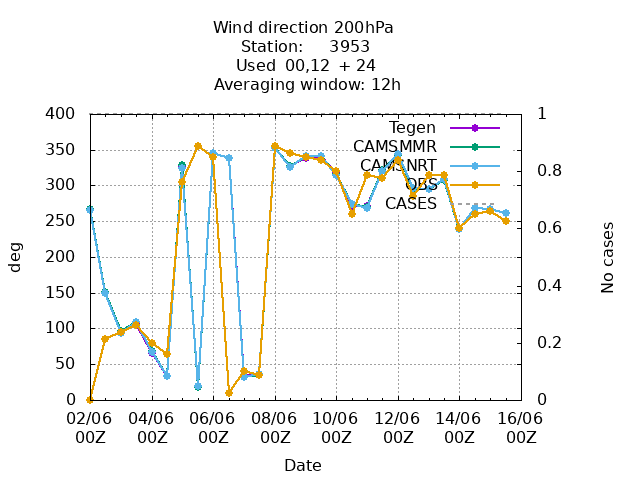 Wind direction 200hPa
Station: 3953
Used 00,12 + 24
Averaging window: 12h
400 1
Tegen
350 CAMSMMR
CAMSNRT 0.8
300 OBS
CASES
250 0.6
deg 200 No cases
150 0.4
100 0.2
50
0 0
02/06 04/06 06/06 08/06 10/06 12/06 14/06 16/06
00Z 00Z 00Z 00Z 00Z 00Z 00Z 00Z
Date